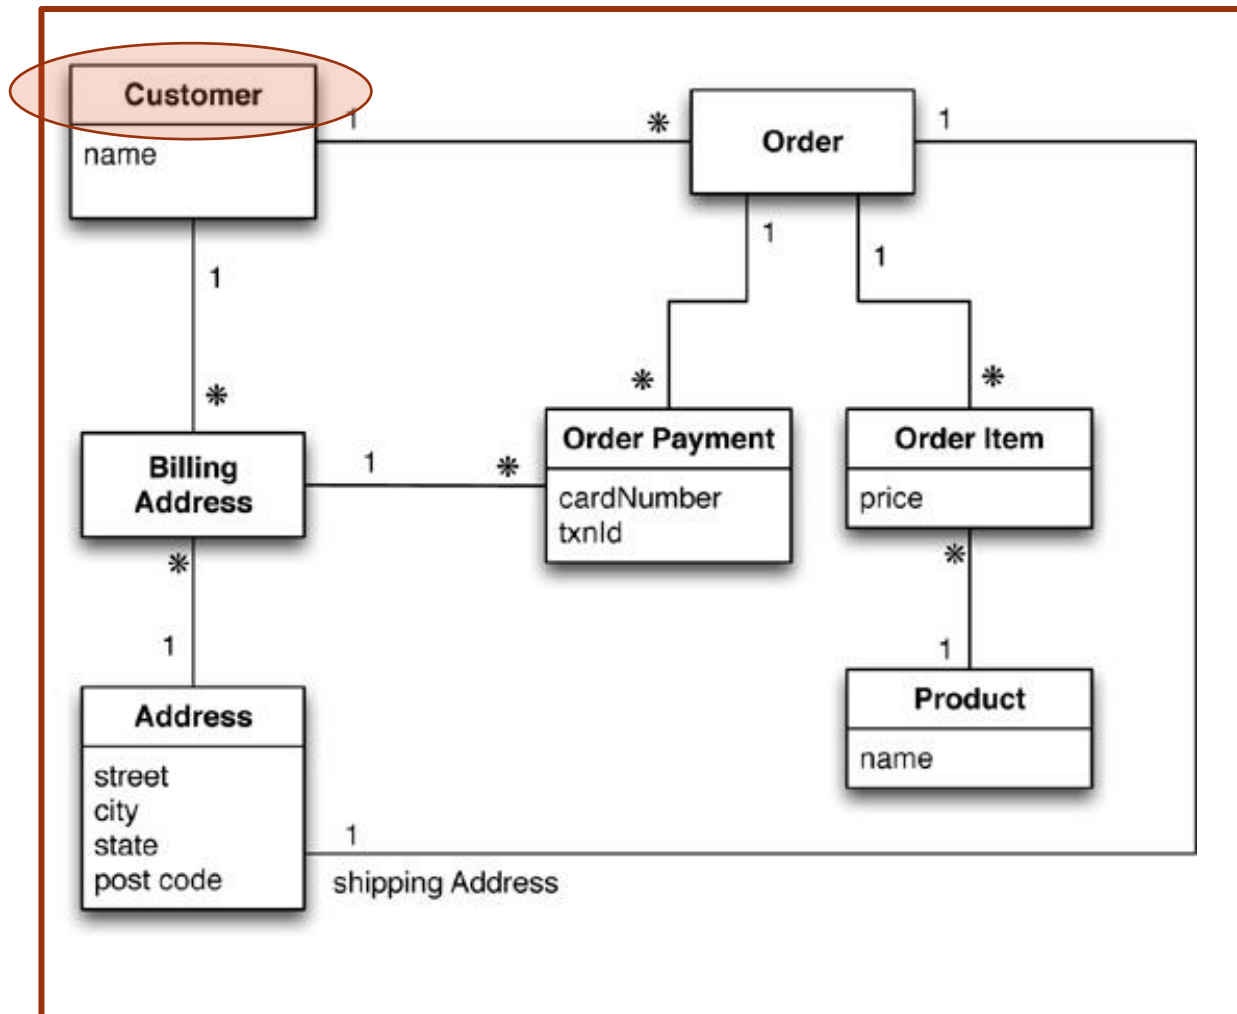 Customer
name
1
*
Order
1
1
1
1
*
*
*
Billing
Address
1
*
Order Payment
cardNumber
txnId
Order Item
price
*
1
*
1
Address
street
city
state
post code
Product
name
1
shipping Address